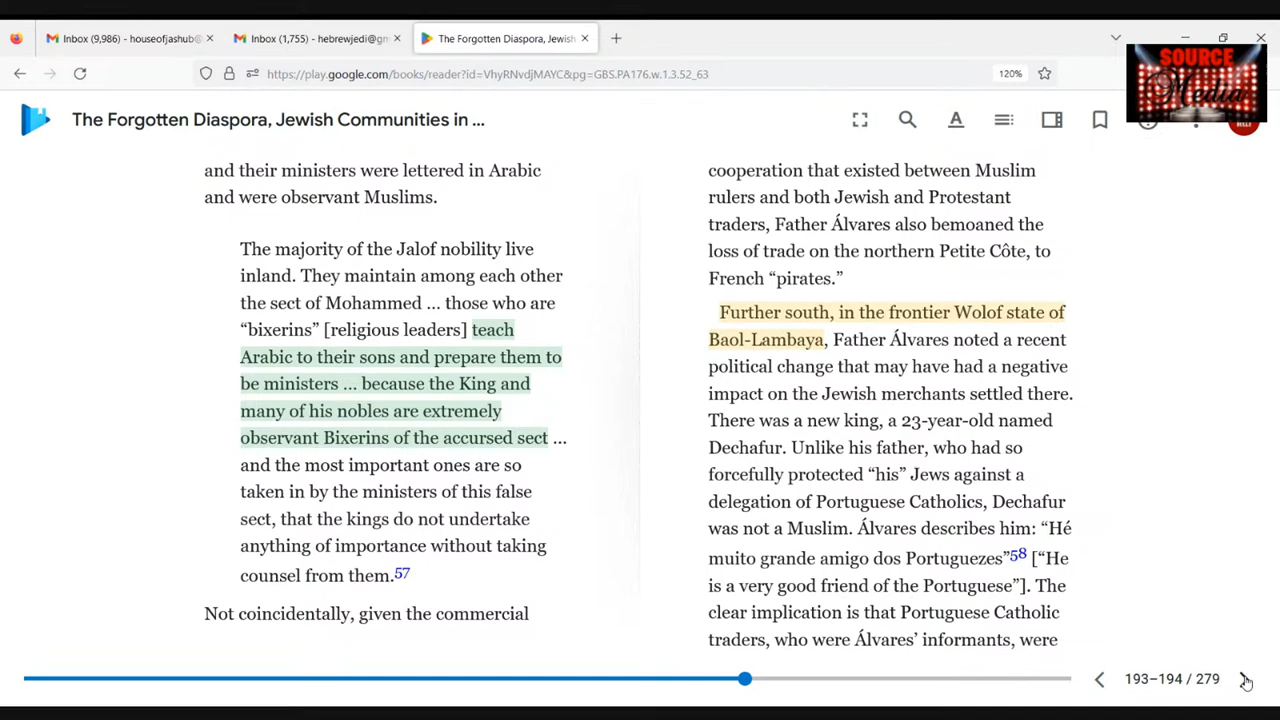 Inbox (9,986) - houseofjashub@
Inbox (1,755) - hebrewjedi@gm
The Forgotten Diaspora, Jewish
https://play.google.com/books/reader?id=VhyRNvdjMAYC&pg=GBS.PA176.w.1.3.52_63
120%
SOURCE
Media
The Forgotten Diaspora, Jewish Communities in ...
and their ministers were lettered in Arabic
and were observant Muslims.
The majority of the Jalof nobility live
inland. They maintain among each other
the sect of Mohammed ... those who are
“bixerins” [religious leaders] teach
Arabic to their sons and prepare them to
be ministers ... because the King and
many of his nobles are extremely
observant Bixerins of the accursed sect ...
and the most important ones are so
taken in by the ministers of this false
sect, that the kings do not undertake
anything of importance without taking
counsel from them.57
Not coincidentally, given the commercial
cooperation that existed between Muslim
rulers and both Jewish and Protestant
traders, Father Álvares also bemoaned the
loss of trade on the northern Petite Côte, to
French “pirates.”
Further south, in the frontier Wolof state of
Baol-Lambaya, Father Álvares noted a recent
political change that may have had a negative
impact on the Jewish merchants settled there.
There was a new king, a 23-year-old named
Dechafur. Unlike his father, who had so
forcefully protected “his” Jews against a
delegation of Portuguese Catholics, Dechafur
was not a Muslim. Álvares describes him: “Hé
muito grande amigo dos Portuguezes”58 [“He
is a very good friend of the Portuguese”]. The
clear implication is that Portuguese Catholic
traders, who were Álvares’ informants, were
193–194 / 279